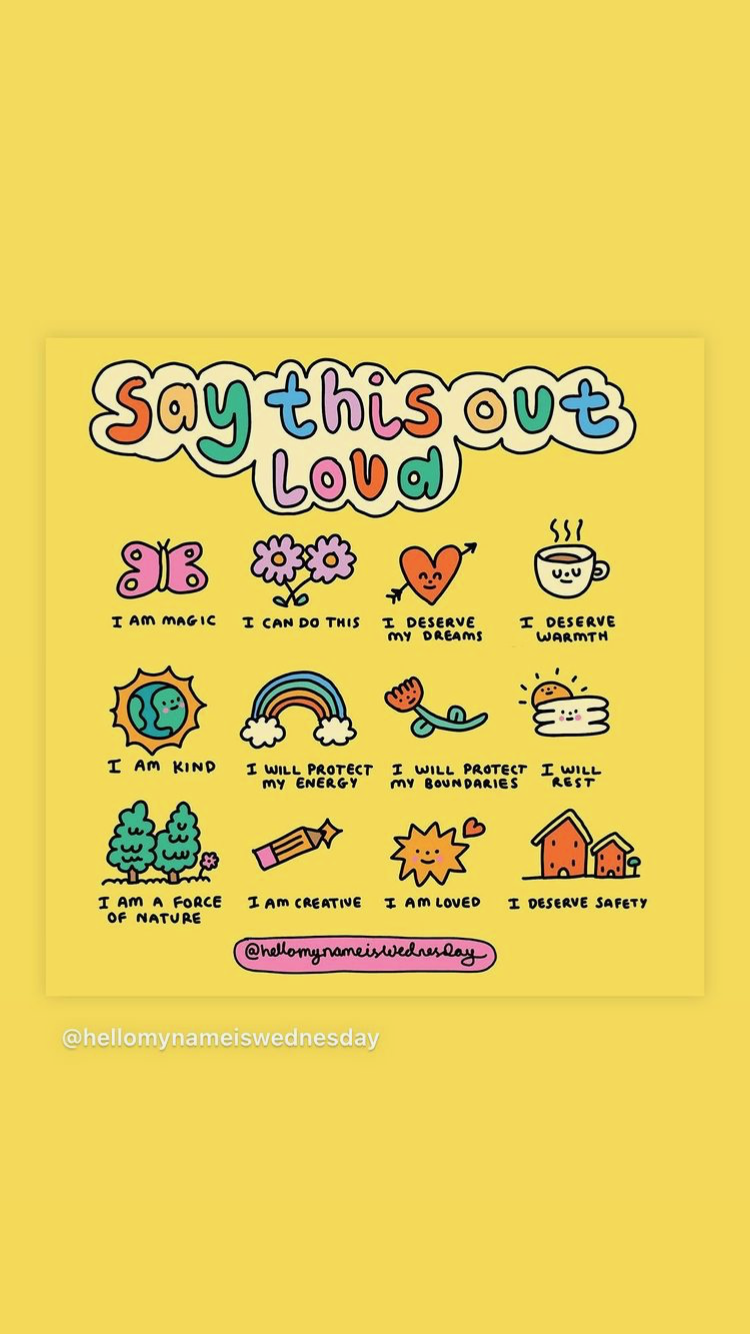 Say this out
Loud
I AM MAGIC
I CAN DO THIS
I DESERVE
MY DREAMS
I DESERVE
WARMTH
I AM KIND
I WILL PROTECT
MY ENERGY
I WILL PROTECT
MY BOUNDARIES
I WILL
REST
I AM A FORCE
OF NATURE
I AM CREATIVE
I AM LOVED
I DESERVE SAFETY
@hellomynameiswednesday
@hellomynameiswednesday